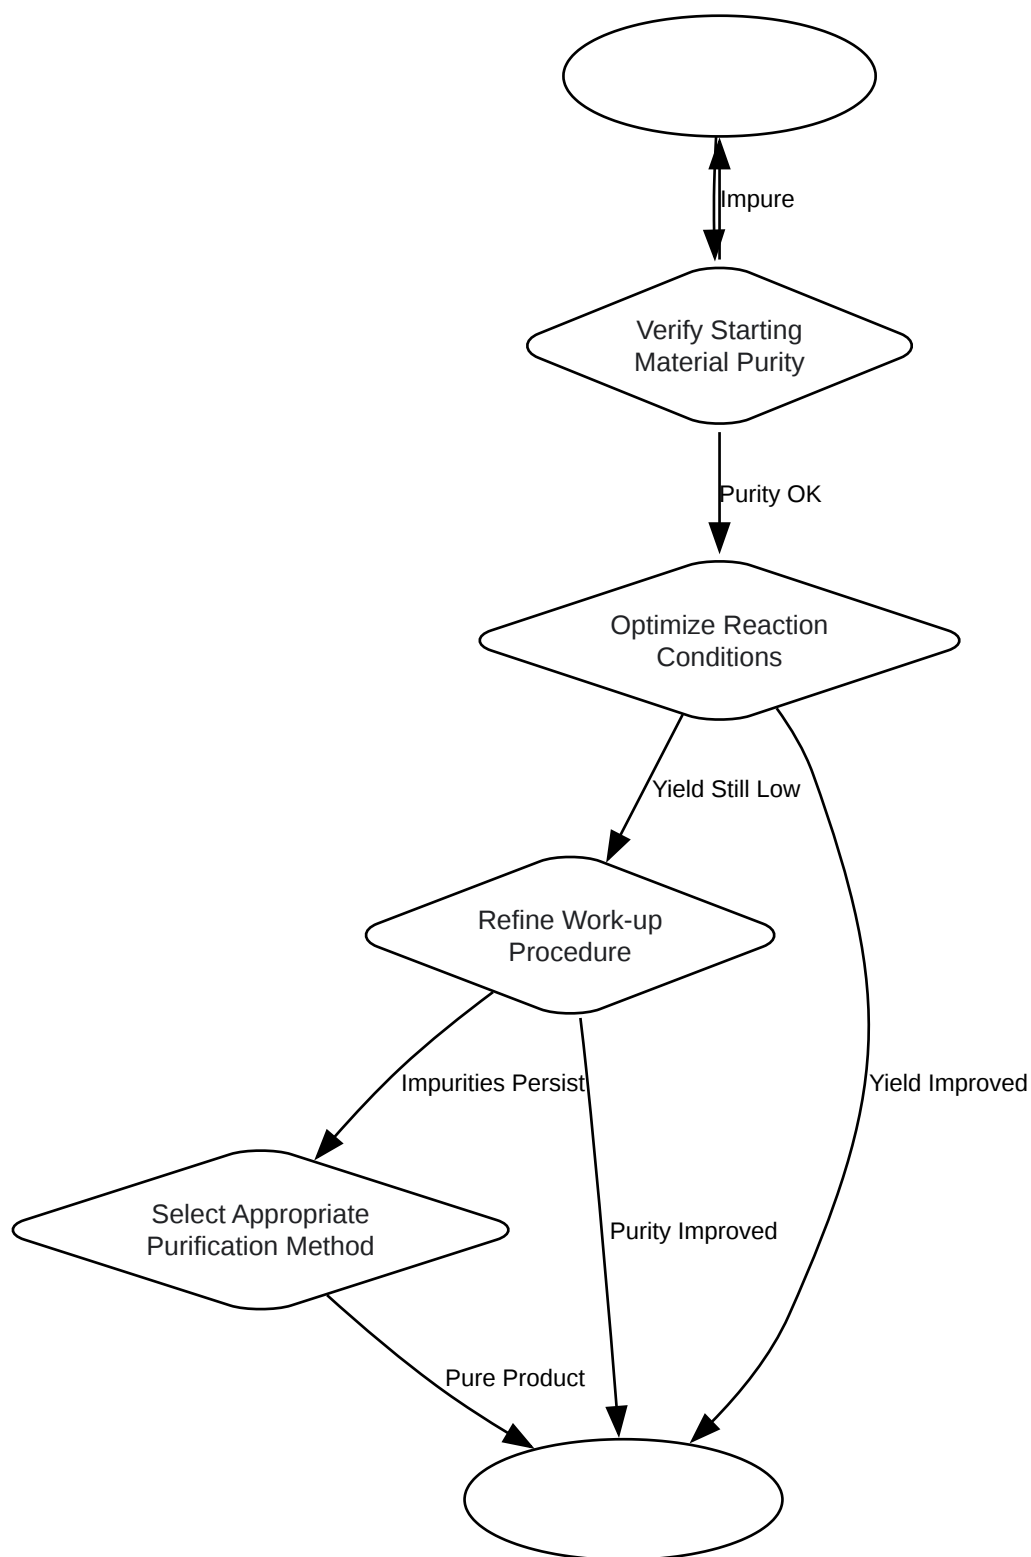 Impure
Verify Starting
Material Purity
Purity OK
Optimize Reaction
Conditions
Yield Still Low
Refine Work-up
Procedure
Impurities Persist
Yield Improved
Select Appropriate
Purification Method
Purity Improved
Pure Product